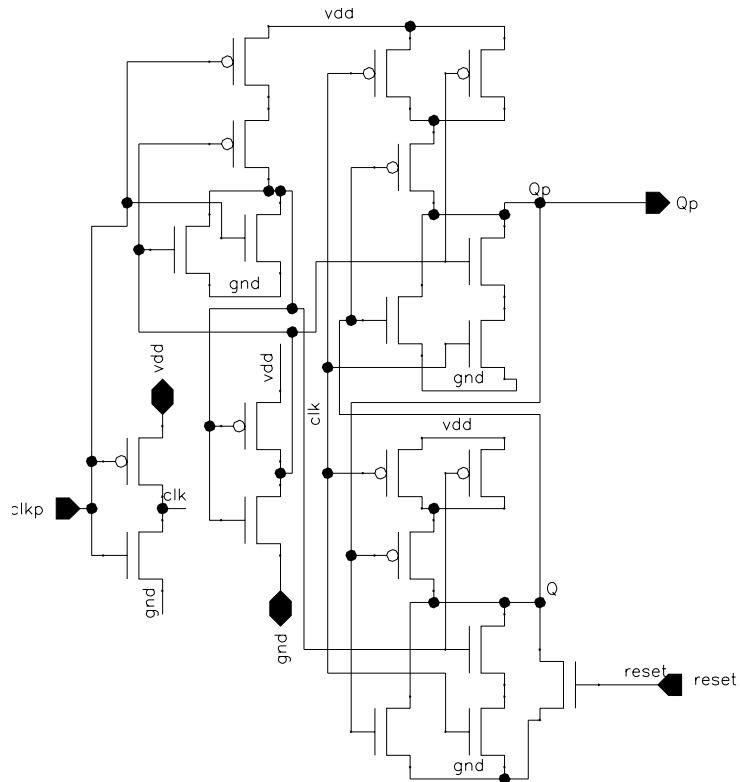 vdd
Qp
Qp
gnd
vdd
vdd
gnd
clk
vdd
clk
clkp
gnd
Q
gnd
reset
reset
gnd